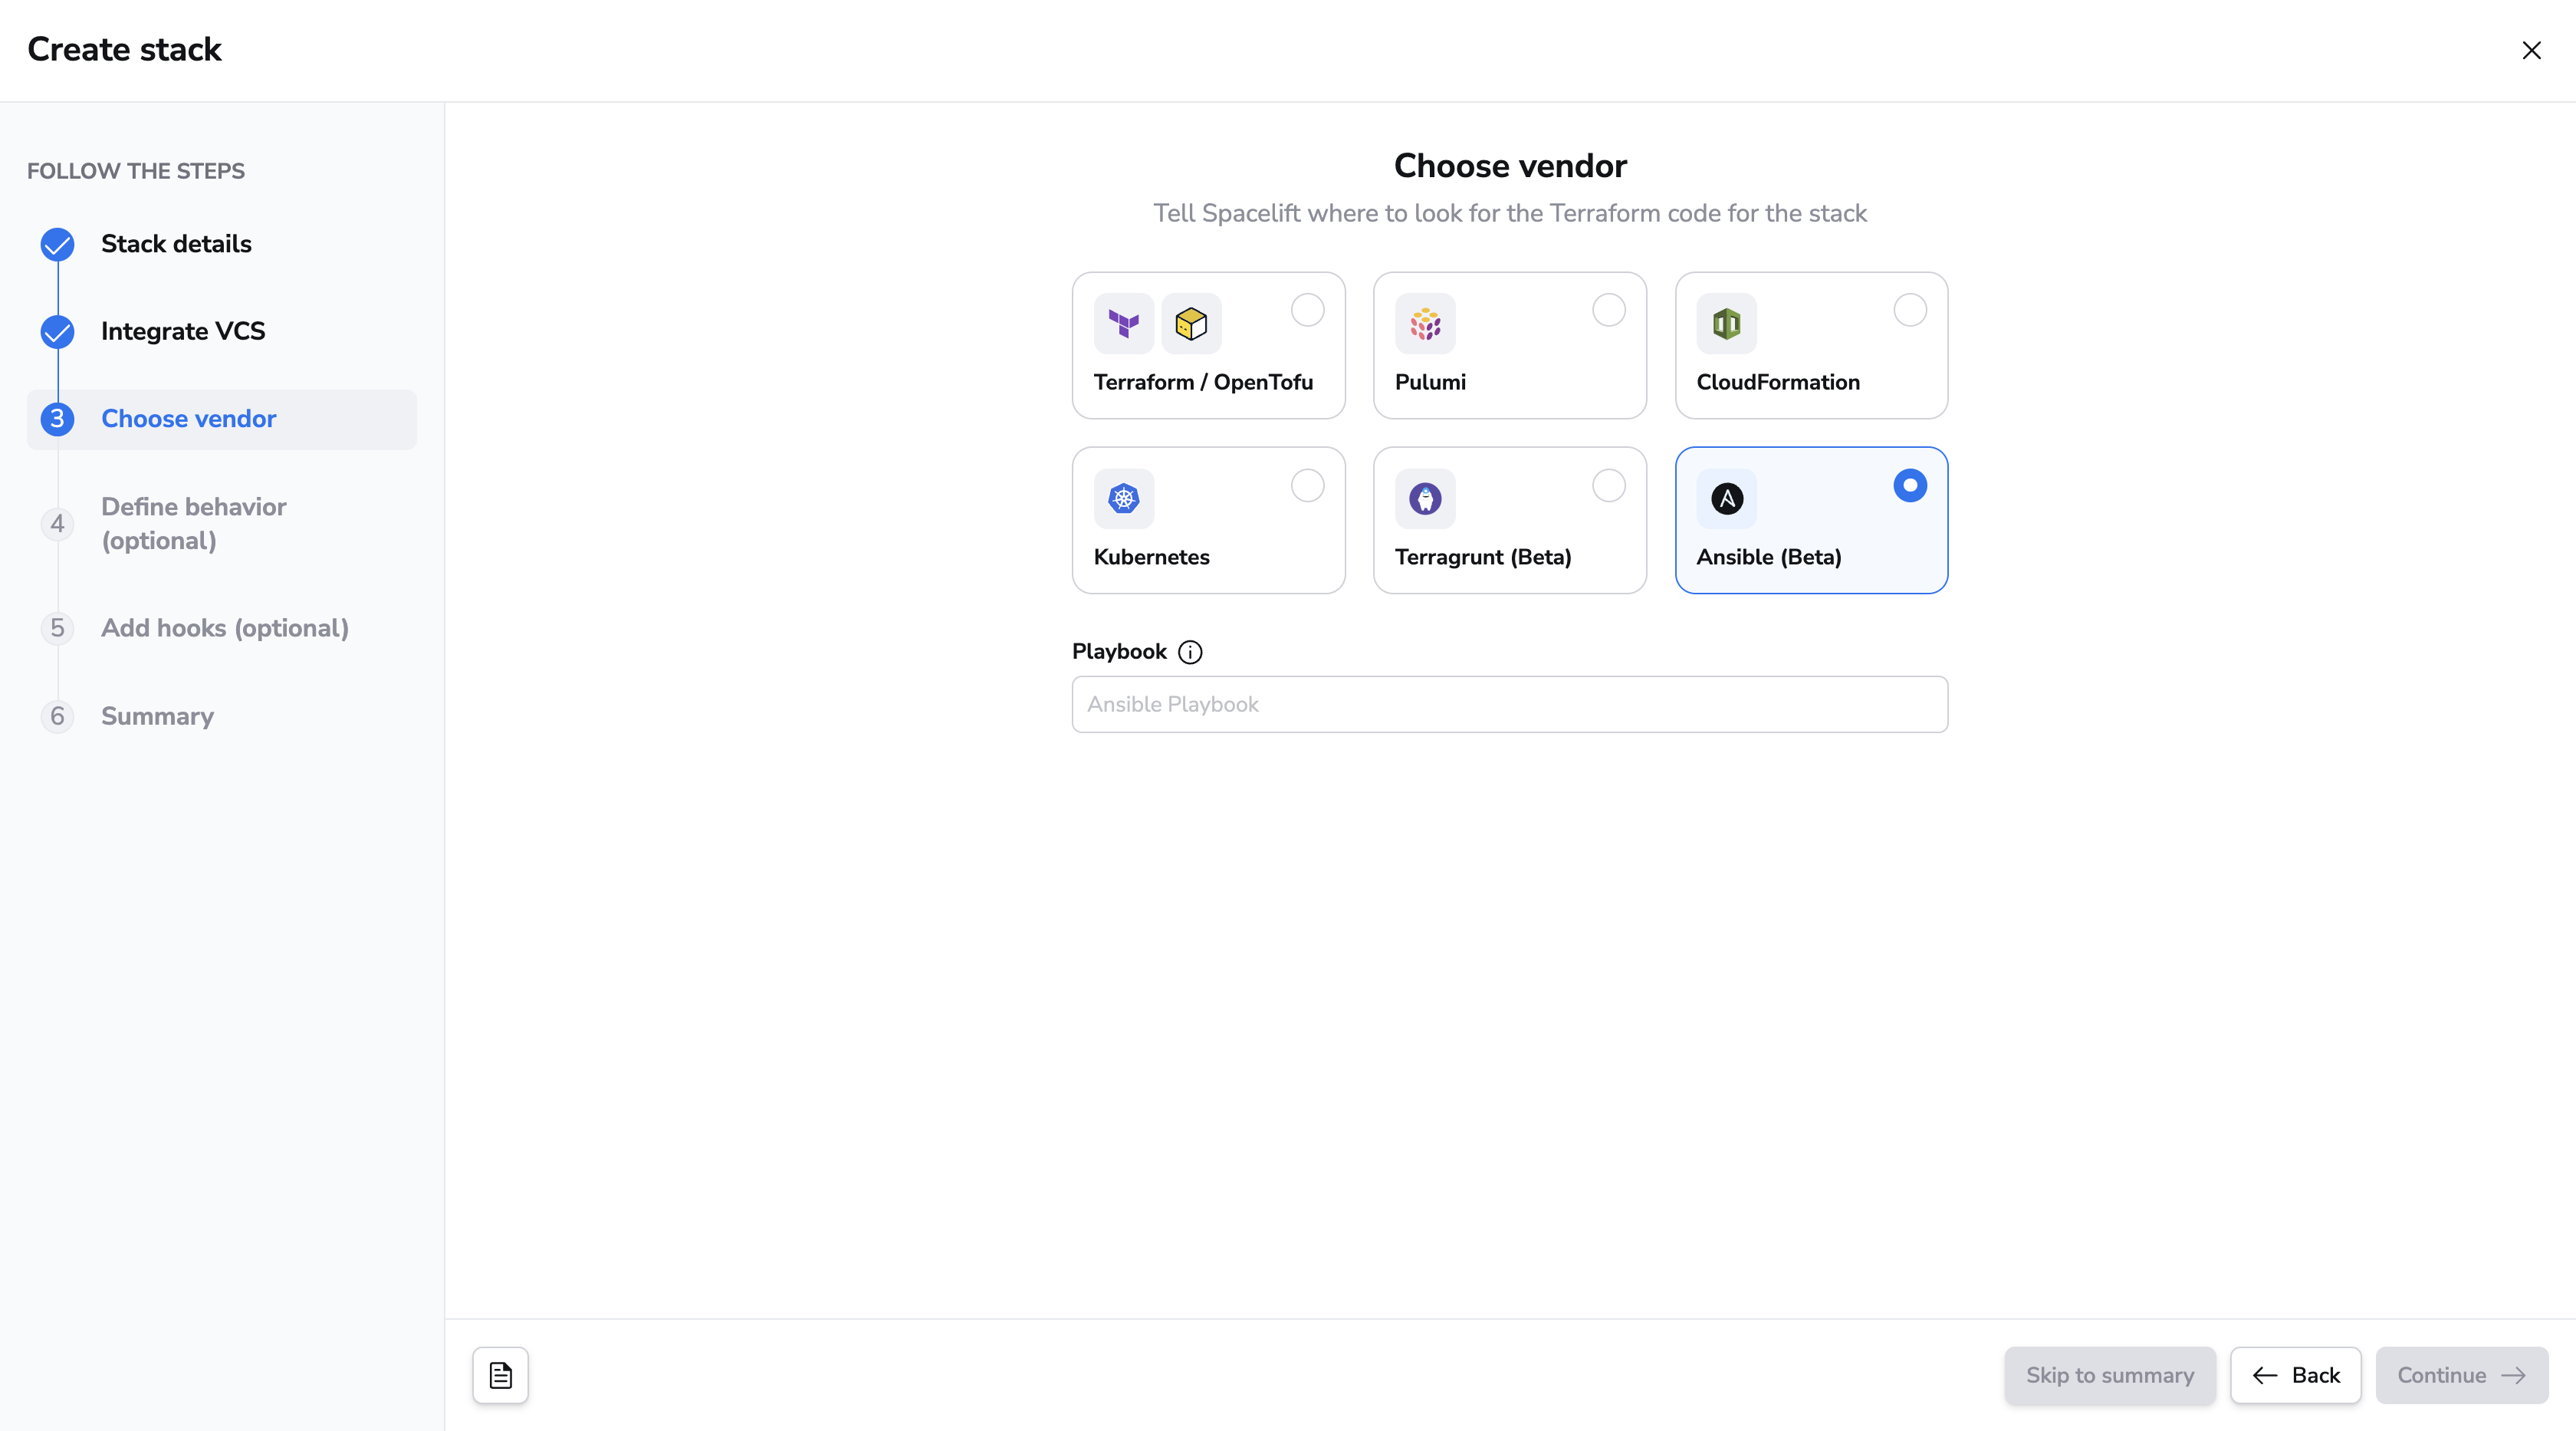 Create stack
FOLLOW THE STEPS
Stack details
Integrate VCS
3 Choose vendor
4 Define behavior
(optional)
5 Add hooks (optional)
6 Summary
Choose vendor
Tell Spacelift where to look for the Terraform code for the stack
Terraform / OpenTofu
Pulumi
CloudFormation
Kubernetes
Terragrunt (Beta)
Ansible (Beta)
Playbook
Ansible Playbook
Skip to summary
Back
Continue